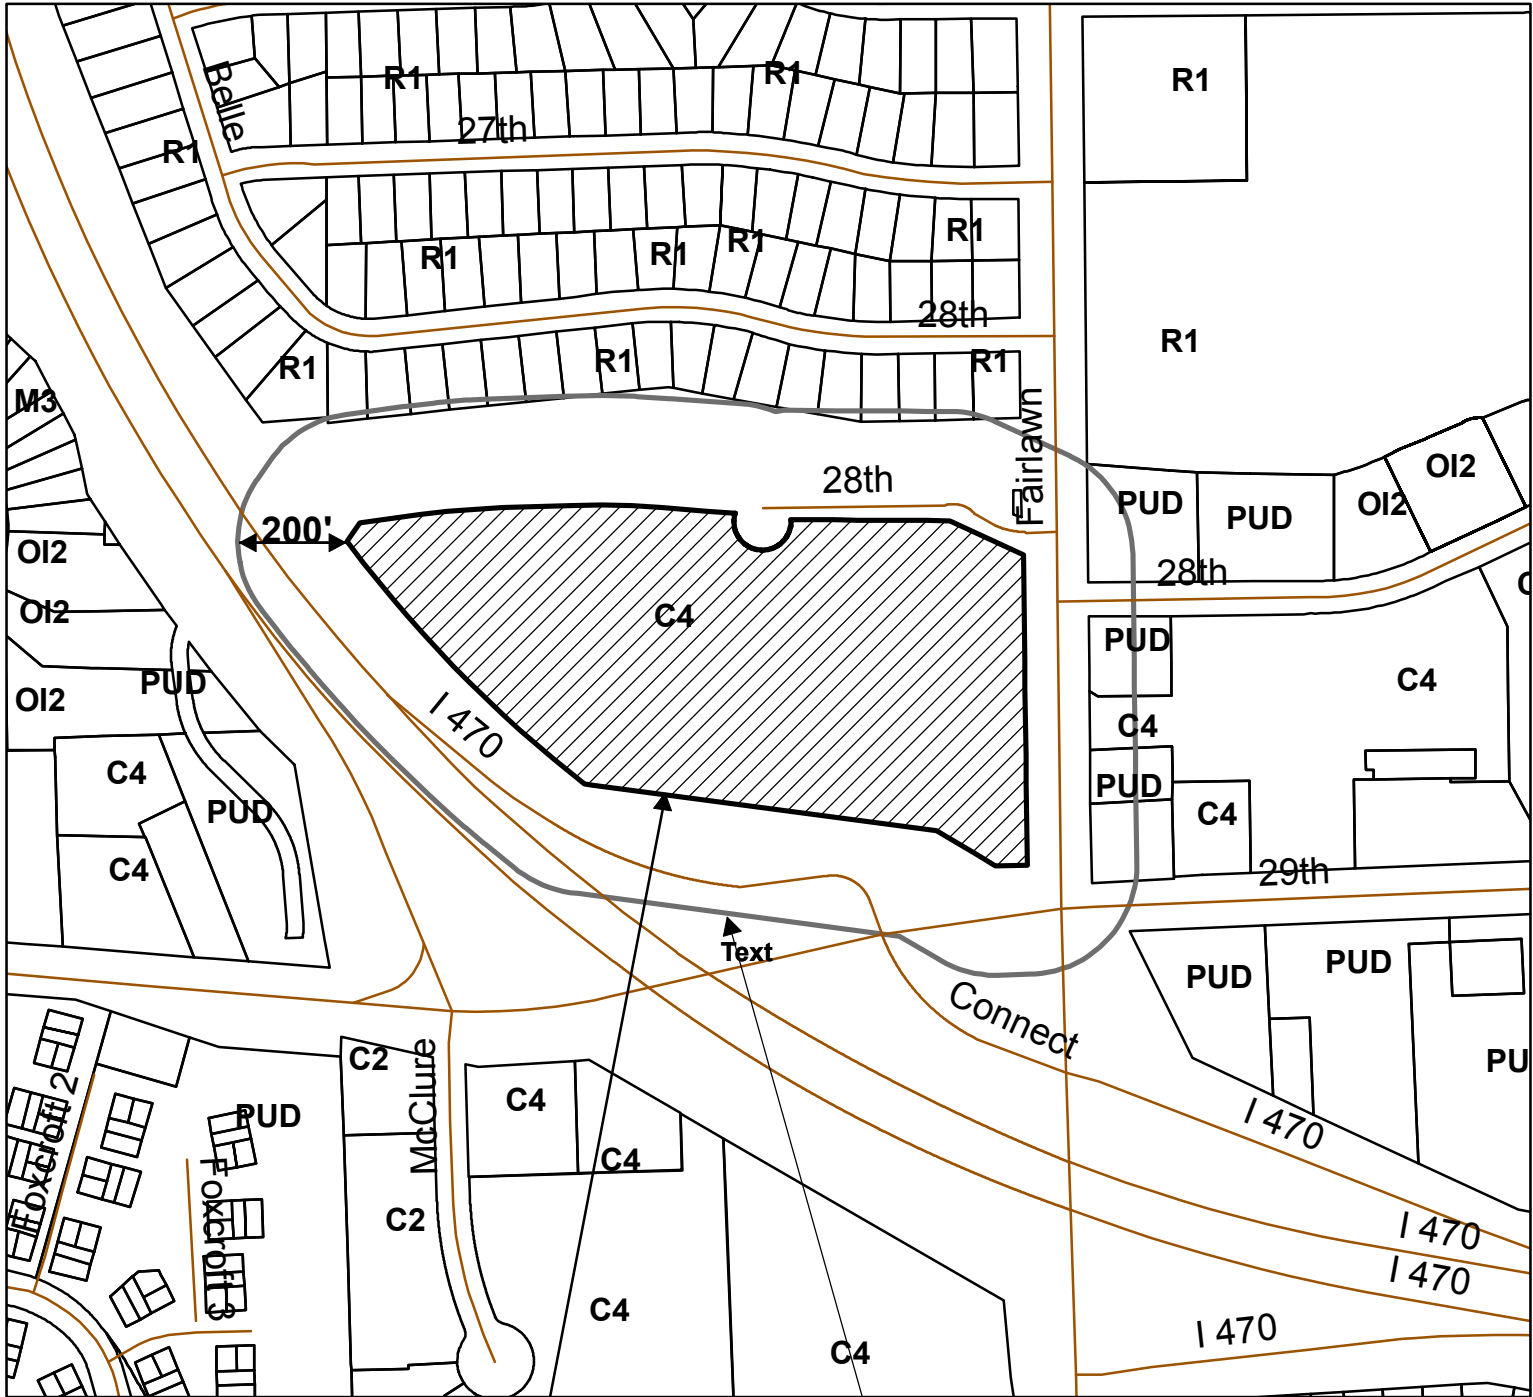 R1
R1
R1
Belle
27th
R1
R1
R1
R1
R1
28th
R1
R1
R1
R1
R1
M3
Fairlawn
OI2
28th
PUD
PUD
OI2
200'
OI2
28th
OI2
C4
PUD
PUD
OI2
C4
I 470
C4
C4
PUD
PUD
C4
C4
29th
Text
PUD
PUD
Connect
C2
McClure
PU
Foxcroft 2
C4
PUD
I 470
C4
Foxcroft 3
C2
I 470
I 470
C4
I 470
C4